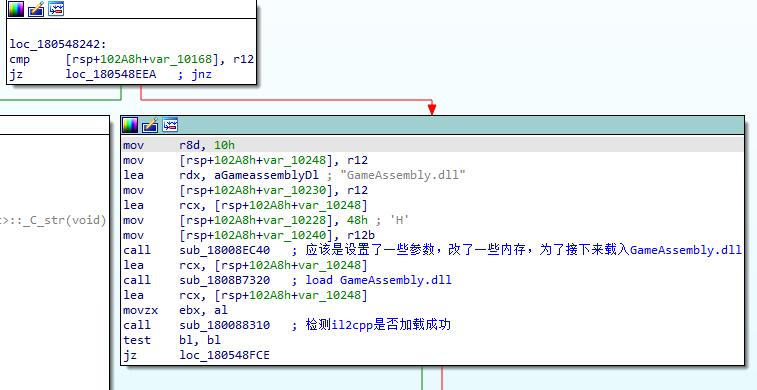 loc_180548242:
cmp [rsp+102A8h+var_10168], r12
jz loc_180548EEA ; jnz
mov r8d, 10h
mov [rsp+102A8h+var_10248], r12
lea rdx, aGameassemblyDl ; "GameAssembly.dll"
mov [rsp+102A8h+var_10230], r12
lea rcx, [rsp+102A8h+var_10248]
mov [rsp+102A8h+var_10228], 48h ; 'H'
mov [rsp+102A8h+var_10240], r12b
call sub_18008EC40 ; 应该是设置了一些参数，改了一些内存，为了接下来载入GameAssembly.dll
lea rcx, [rsp+102A8h+var_10248]
call sub_1808B7320 ; load GameAssembly.dll
lea rcx, [rsp+102A8h+var_10248]
movzx ebx, al
call sub_180088310 ; 检测il2cpp是否加载成功
test bl, bl
jz loc_180548FCE
>::_C_str(void)